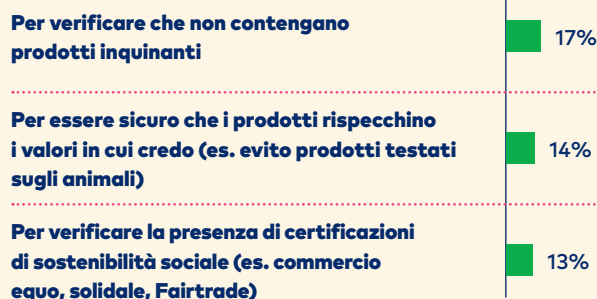 Per verificare che non contengano
prodotti inquinanti
17%
Per essere sicuro che i prodotti rispecchino
i valori in cui credo (es. evito prodotti testati
sugli animali)
14%
Per verificare la presenza di certificazioni
di sostenibilità sociale (es. commercio
equo, solidale, Fairtrade)
13%